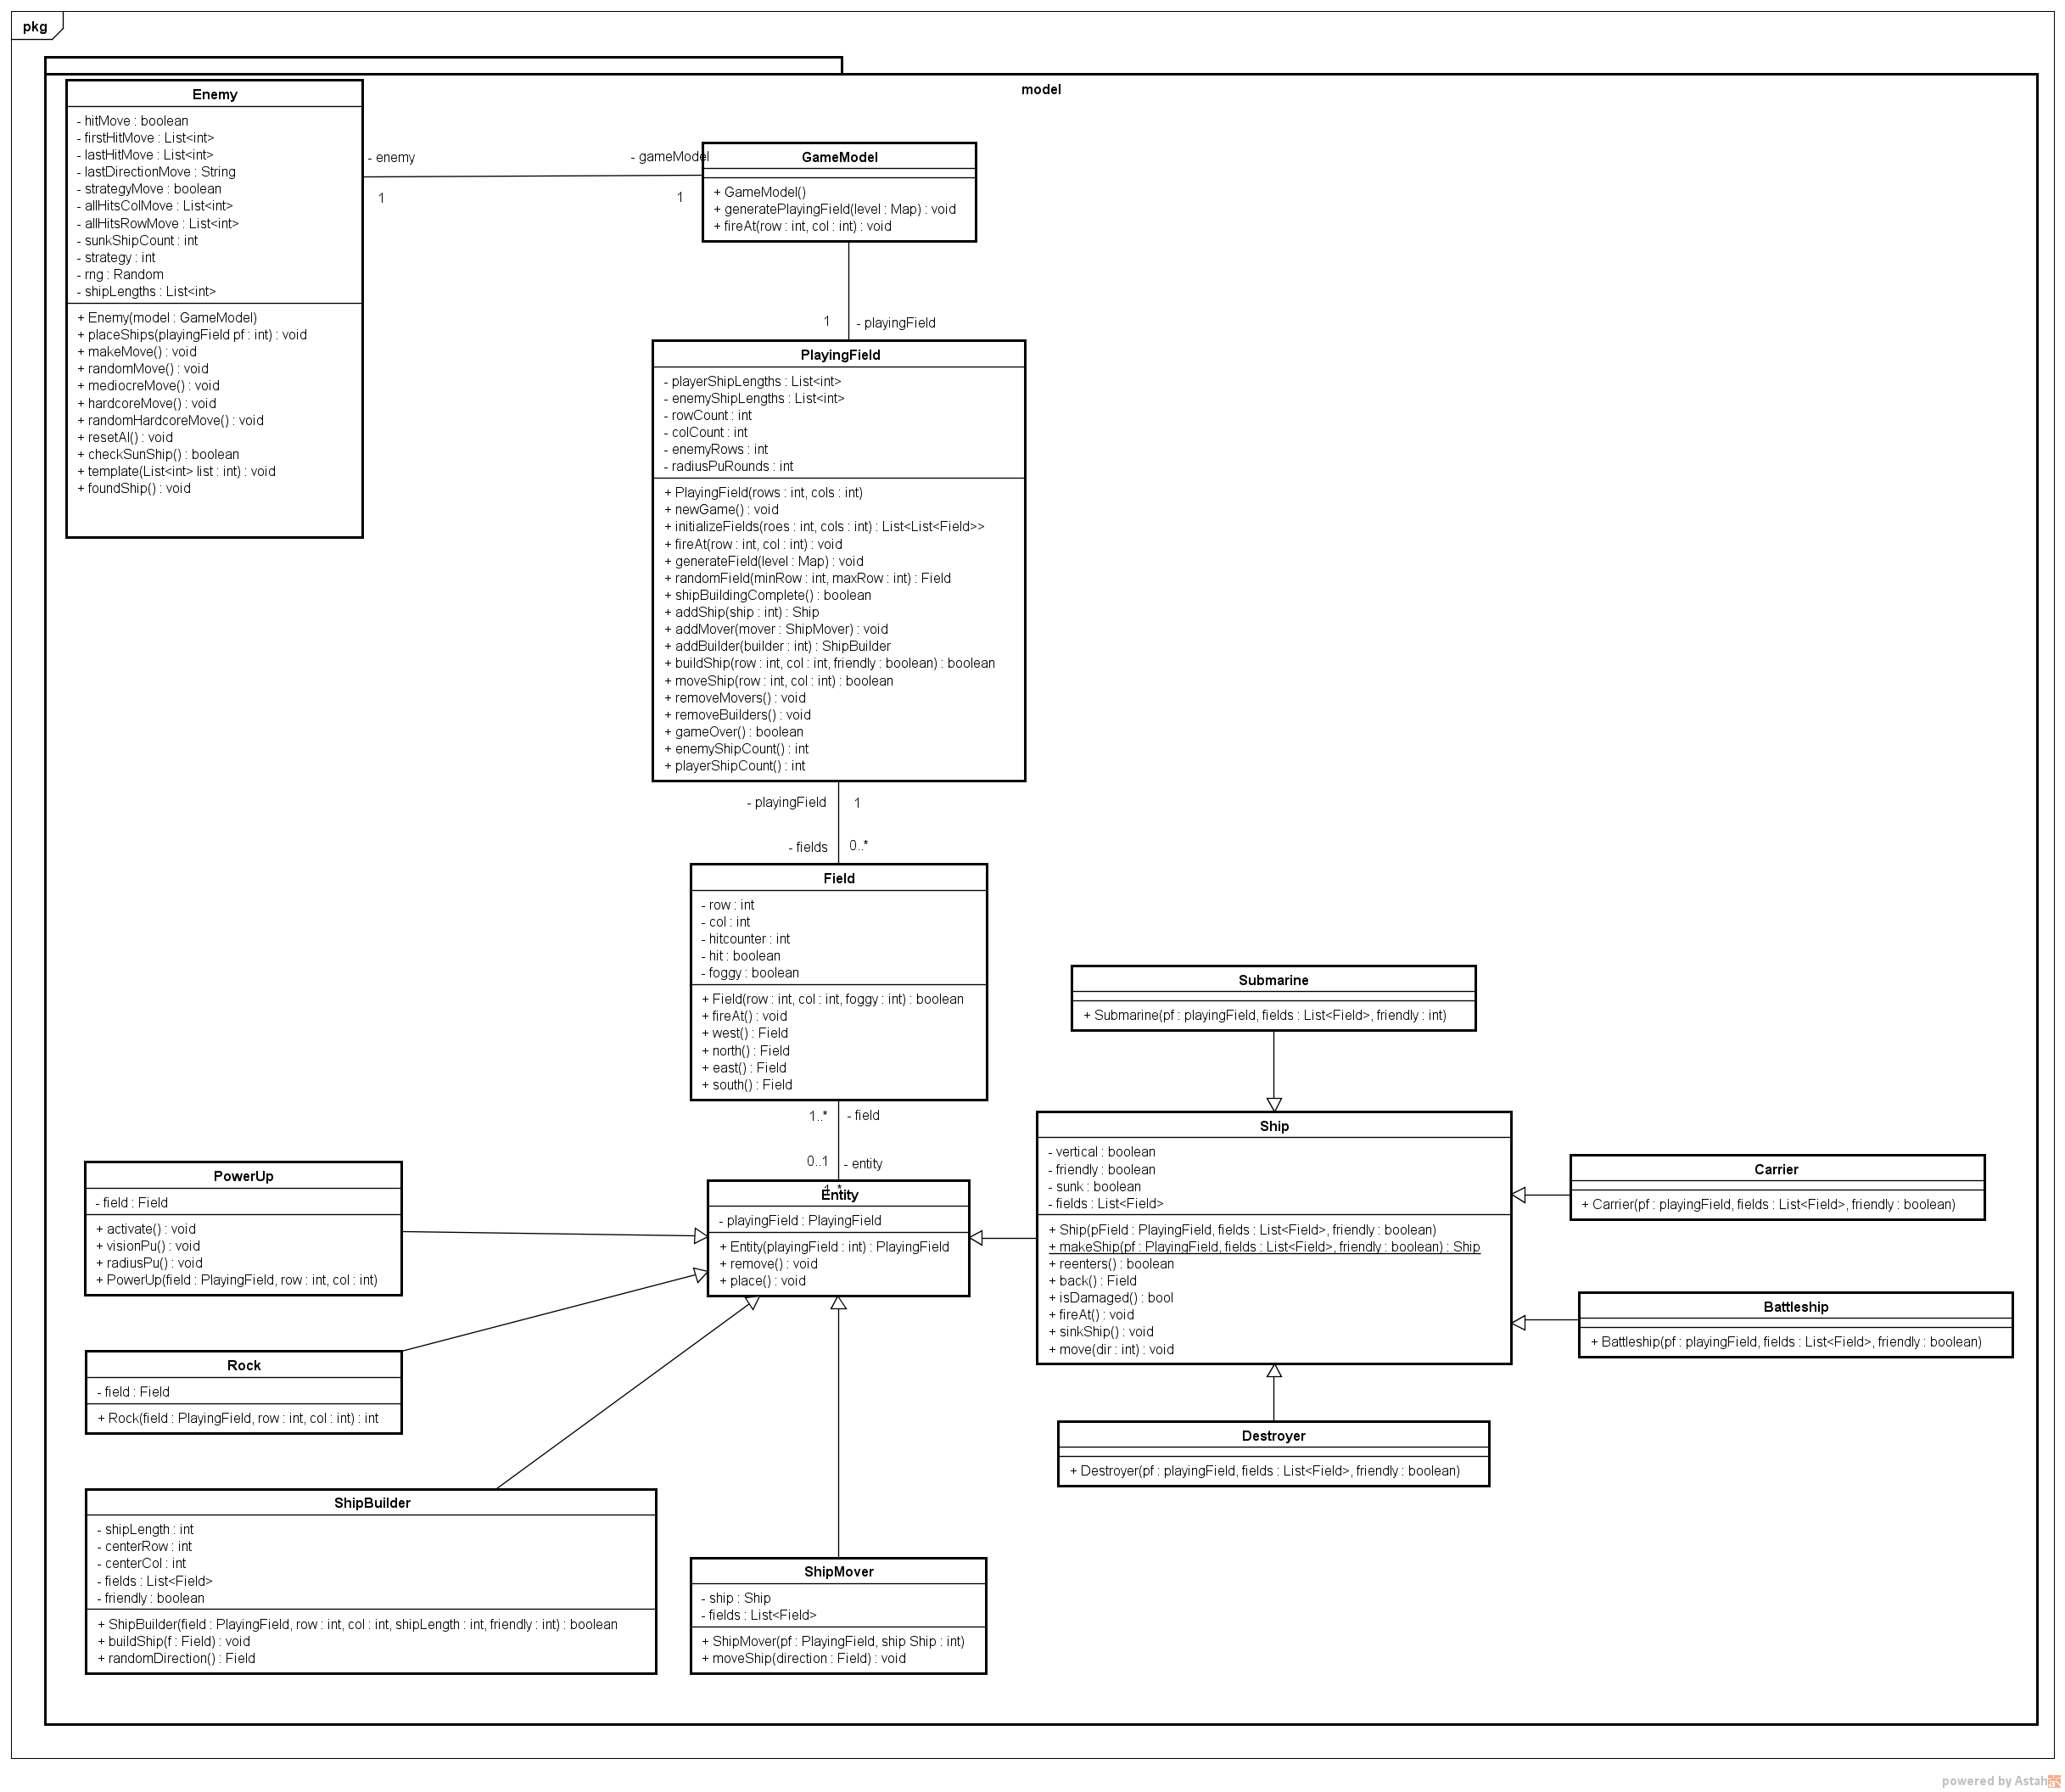 pkg
model
Enemy
- hitMove : boolean
- firstHitMove : List<int>
- lastHitMove : List<int>
- lastDirectionMove : String
- strategyMove : boolean
- allHitsColMove : List<int>
- allHitsRowMove : List<int>
- sunkShipCount : int
- strategy : int
- rng : Random
- shipLengths : List<int>
+ Enemy(model : GameModel)
+ placeShips(playingField pf : int) : void
+ makeMove() : void
+ randomMove() : void
+ mediocreMove() : void
+ hardcoreMove() : void
+ randomHardcoreMove() : void
+ resetAI() : void
+ checkSunShip() : boolean
+ template(List<int> list : int) : void
+ foundShip() : void
- enemy
1
- gameModel
1
GameModel
+ GameModel()
+ generatePlayingField(level : Map) : void
+ fireAt(row : int, col : int) : void
1
- playingField
PlayingField
- playerShipLengths : List<int>
- enemyShipLengths : List<int>
- rowCount : int
- colCount : int
- enemyRows : int
- radiusPuRounds : int
+ PlayingField(rows : int, cols : int)
+ newGame() : void
+ initializeFields(roes : int, cols : int) : List<List<Field>>
+ fireAt(row : int, col : int) : void
+ generateField(level : Map) : void
+ randomField(minRow : int, maxRow : int) : Field
+ shipBuildingComplete() : boolean
+ addShip(ship : int) : Ship
+ addMover(mover : ShipMover) : void
+ addBuilder(builder : int) : ShipBuilder
+ buildShip(row : int, col : int, friendly : boolean) : boolean
+ moveShip(row : int, col : int) : boolean
+ removeMovers() : void
+ removeBuilders() : void
+ gameOver() : boolean
+ enemyShipCount() : int
+ playerShipCount() : int
- playingField
1
- fields
0..*
Field
- row : int
- col : int
- hitcounter : int
- hit : boolean
- foggy : boolean
+ Field(row : int, col : int, foggy : int) : boolean
+ fireAt() : void
+ west() : Field
+ north() : Field
+ east() : Field
+ south() : Field
1..*
- field
0..1
- entity
1..*
Entity
- playingField : PlayingField
+ Entity(playingField : int) : PlayingField
+ remove() : void
+ place() : void
Submarine
+ Submarine(pf : playingField, fields : List<Field>, friendly : int)
Ship
- vertical : boolean
- friendly : boolean
- sunk : boolean
- fields : List<Field>
+ Ship(pField : PlayingField, fields : List<Field>, friendly : boolean)
+ makeShip(pf : PlayingField, fields : List<Field>, friendly : boolean) : Ship
+ reenters() : boolean
+ back() : Field
+ isDamaged() : bool
+ fireAt() : void
+ sinkShip() : void
+ move(dir : int) : void
Carrier
+ Carrier(pf : playingField, fields : List<Field>, friendly : boolean)
Battleship
+ Battleship(pf : playingField, fields : List<Field>, friendly : boolean)
Destroyer
+ Destroyer(pf : playingField, fields : List<Field>, friendly : boolean)
PowerUp
- field : Field
+ activate() : void
+ visionPu() : void
+ radiusPu() : void
+ PowerUp(field : PlayingField, row : int, col : int)
Rock
- field : Field
+ Rock(field : PlayingField, row : int, col : int) : int
ShipBuilder
- shipLength : int
- centerRow : int
- centerCol : int
- fields : List<Field>
- friendly : boolean
+ ShipBuilder(field : PlayingField, row : int, col : int, shipLength : int, friendly : int) : boolean
+ buildShip(f : Field) : void
+ randomDirection() : Field
ShipMover
- ship : Ship
- fields : List<Field>
+ ShipMover(pf : PlayingField, ship Ship : int)
+ moveShip(direction : Field) : void
powered by Astah